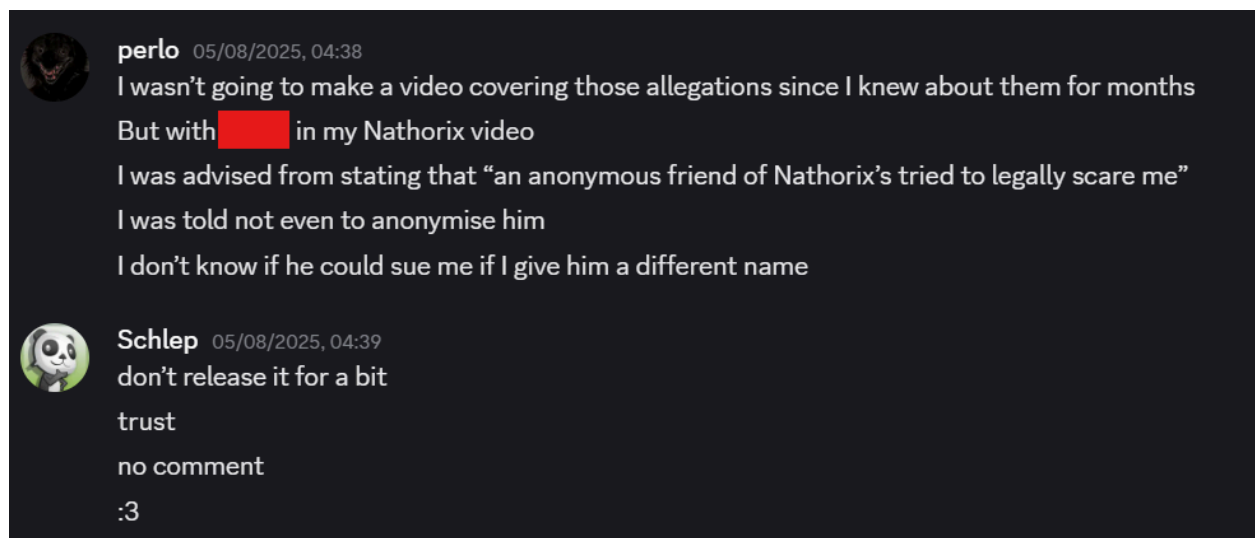 perlo 05/08/2025, 04:38
I wasn’t going to make a video covering those allegations since I knew about them for months
But with in my Nathorix video
I was advised from stating that “an anonymous friend of Nathorix’s tried to legally scare me”
I was told not even to anonymise him
I don’t know if he could sue me if I give him a different name
Schlep 05/08/2025, 04:39
don’t release it for a bit
trust
no comment
:3